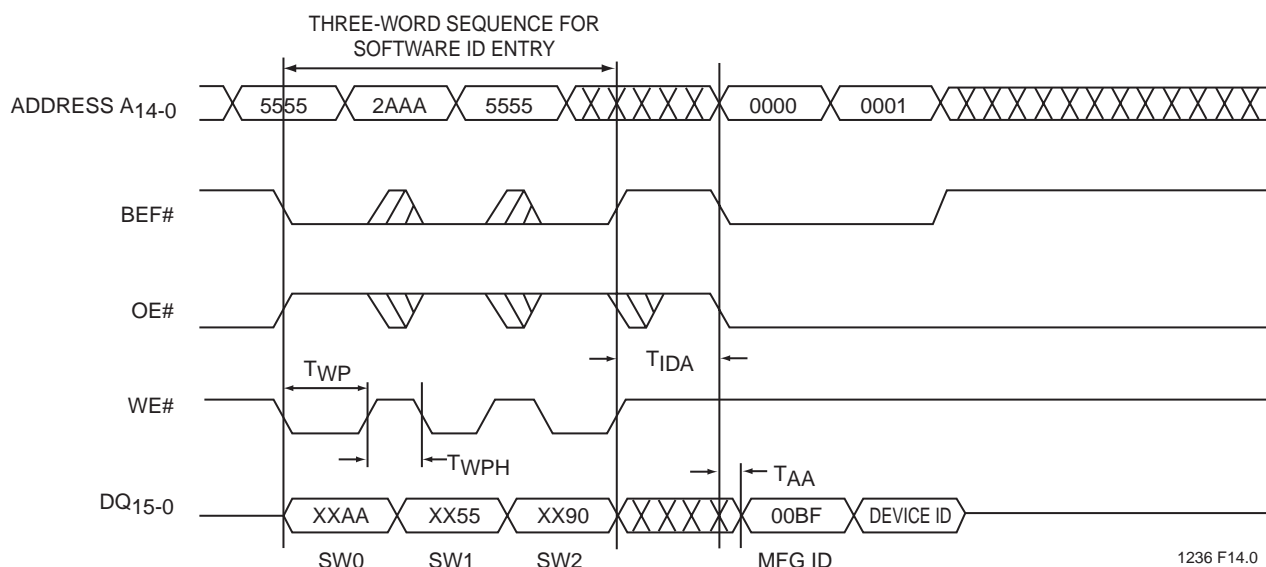 THREE-WORD SEQUENCE FOR
SOFTWARE ID ENTRY
ADDRESS A14-0
5555 2AAA 5555 0000 0001
BEF#
OE#
TWP TIDA
WE#
TWPH TAA
DQ15-0
XXAA XX55 XX90 00BF DEVICE ID
SW0 SW1 SW2 MFG ID
1236 F14.0